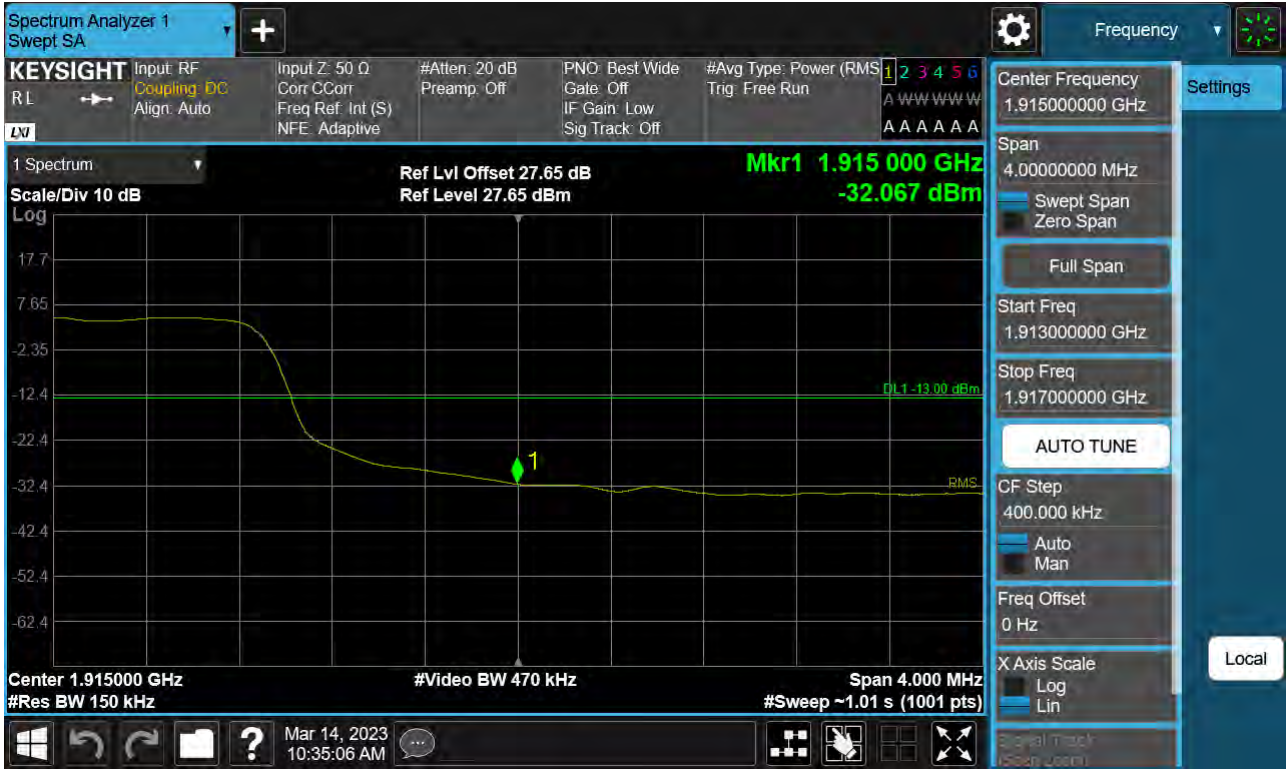 Spectrum Analyzer 1
Swept SA
Frequency
KEYSIGHT
R L
LXI
Input: RF
Coupling: DC
Align: Auto
Input Z: 50 Ω
Corr CCorr
Freq Ref: Int (S)
NFE: Adaptive
#Atten: 20 dB
Preamp: Off
PNO: Best Wide
Gate: Off
IF Gain: Low
Sig Track: Off
#Avg Type: Power (RMS
Trig: Free Run
1 2 3 4 5 6
A W W W W W
A A A A A A
1 Spectrum
Scale/Div 10 dB
Log
Ref Lvl Offset 27.65 dB
Ref Level 27.65 dBm
Mkr1 1.915 000 GHz
-32.067 dBm
17.7
7.65
-2.35
-12.4
-22.4
-32.4
-42.4
-52.4
-62.4
DL1 -13.00 dBm
1
RMS
Center 1.915000 GHz
#Res BW 150 kHz
#Video BW 470 kHz
Span 4.000 MHz
#Sweep ~1.01 s (1001 pts)
Center Frequency
1.915000000 GHz
Settings
Span
4.00000000 MHz
Swept Span
Zero Span
Full Span
Start Freq
1.913000000 GHz
Stop Freq
1.917000000 GHz
AUTO TUNE
CF Step
400.000 kHz
Auto
Man
Freq Offset
0 Hz
X Axis Scale
Log
Lin
Local
Signal Track
(Span Zoom)
?
Mar 14, 2023
10:35:06 AM